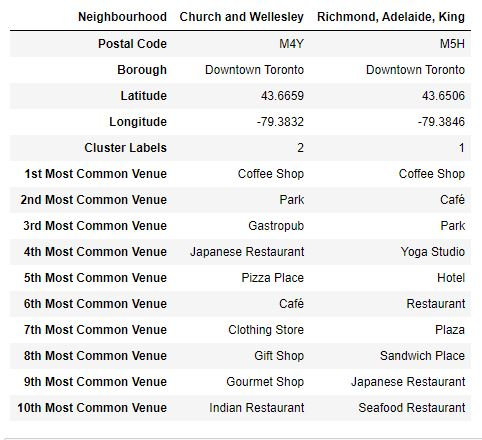 Neighbourhood Church and Wellesley Richmond, Adelaide, King
Postal Code M4Y M5H
Borough Downtown Toronto Downtown Toronto
Latitude 43.6659 43.6506
Longitude -79.3832 -79.3846
Cluster Labels 2 1
1st Most Common Venue Coffee Shop Coffee Shop
2nd Most Common Venue Park Café
3rd Most Common Venue Gastropub Park
4th Most Common Venue Japanese Restaurant Yoga Studio
5th Most Common Venue Pizza Place Hotel
6th Most Common Venue Café Restaurant
7th Most Common Venue Clothing Store Plaza
8th Most Common Venue Gift Shop Sandwich Place
9th Most Common Venue Gourmet Shop Japanese Restaurant
10th Most Common Venue Indian Restaurant Seafood Restaurant